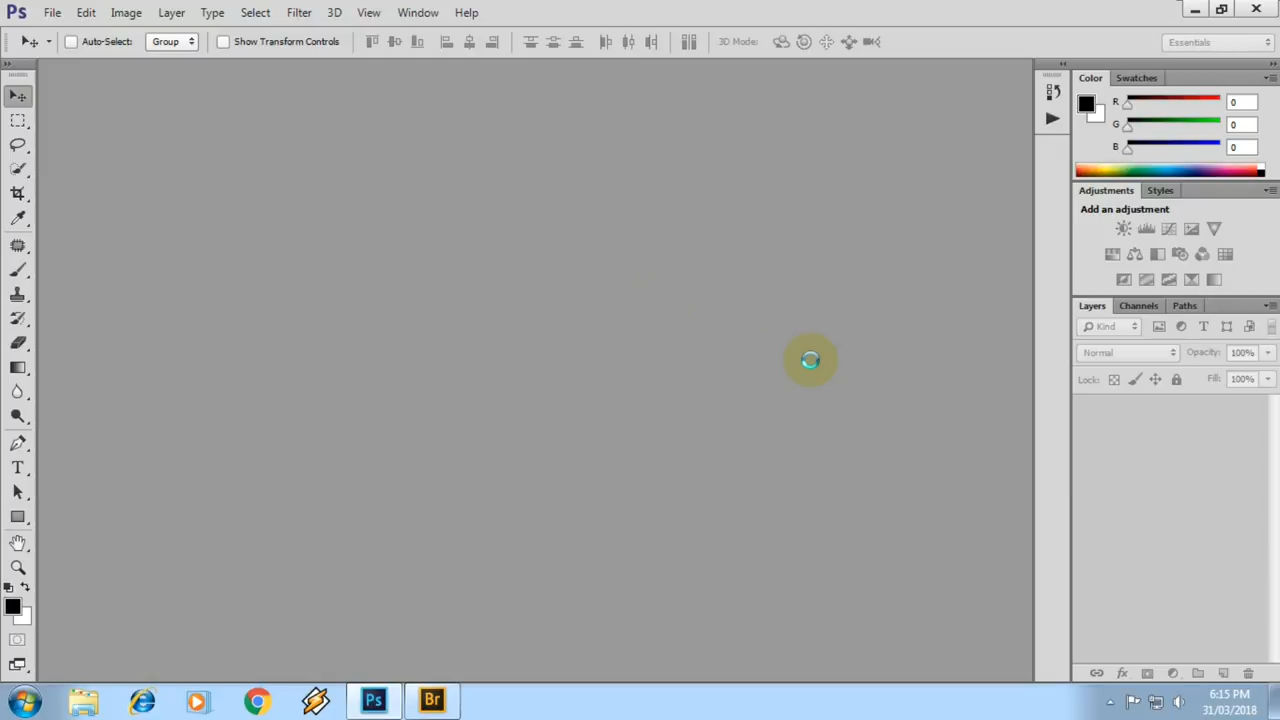 Ps File Edit Image Layer Type Select Filter 3D View Window Help
Auto-Select: Group Show Transform Controls 3D Mode: Essentials
Color Swatches
R 0
G 0
B 0
Adjustments Styles
Add an adjustment
Layers Channels Paths
Kind
Normal Opacity: 100%
Lock: Fill: 100%
Ps Br
6:15 PM
31/03/2018